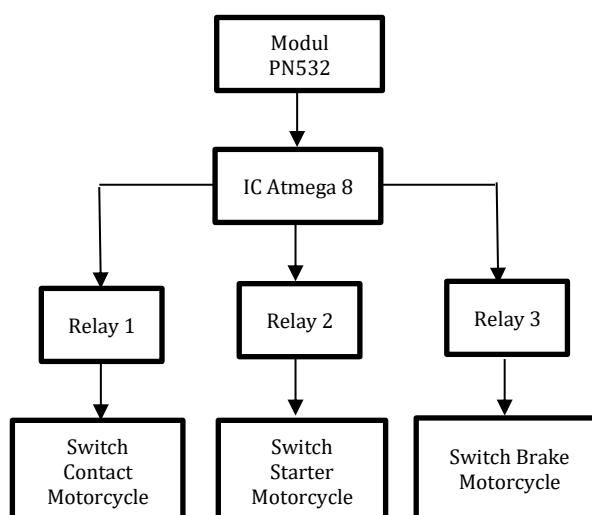 Modul
PN532
IC Atmega 8
Relay 1
Relay 2
Relay 3
Switch
Contact
Motorcycle
Switch
Starter
Motorcycle
Switch Brake
Motorcycle